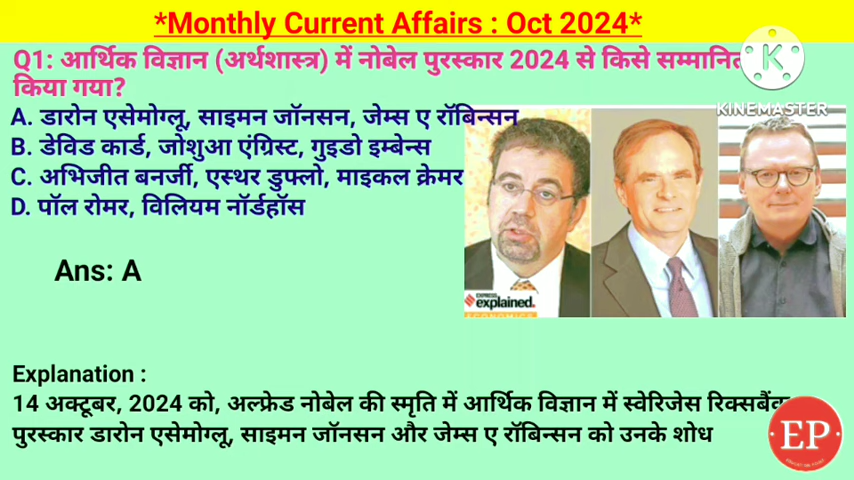 *Monthly Current Affairs : Oct 2024*
Q1: आर्थिक विज्ञान (अर्थशास्त्र) में नोबेल पुरस्कार 2024 से किसे सम्मानित
किया गया?
KINEMASTER
A. डारोन एसेमोग्लू, साइमन जॉनसन, जेम्स ए रॉबिन्सन
B. डेविड कार्ड, जोशुआ एंग्रिस्ट, गुइडो इम्बेन्स
C. अभिजीत बनर्जी, एस्थर डुफ्लो, माइकल क्रेमर
D. पॉल रोमर, विलियम नॉर्डहॉस
Ans: A
EXPRESS
explained.
ECONOMICS
Explanation :
14 अक्टूबर, 2024 को, अल्फ्रेड नोबेल की स्मृति में आर्थिक विज्ञान में स्वेरिजेस रिक्सबैंक
पुरस्कार डारोन एसेमोग्लू, साइमन जॉनसन और जेम्स ए रॉबिन्सन को उनके शोध
EP